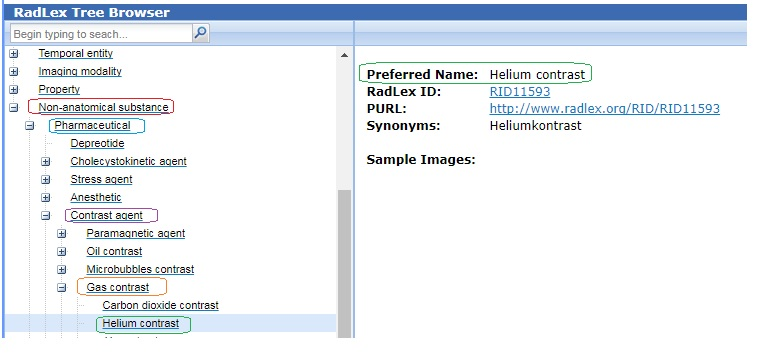 RadLex Tree Browser
Begin typing to seach...
Temporal entity
Imaging modality
Property
Non-anatomical substance
Pharmaceutical
Depreotide
Cholecystokinetic agent
Stress agent
Anesthetic
Contrast agent
Paramagnetic agent
Oil contrast
Microbubbles contrast
Gas contrast
Carbon dioxide contrast
Helium contrast
Preferred Name: Helium contrast
RadLex ID: RID11593
PURL: http://www.radlex.org/RID/RID11593
Synonyms: Heliumkontrast
Sample Images: